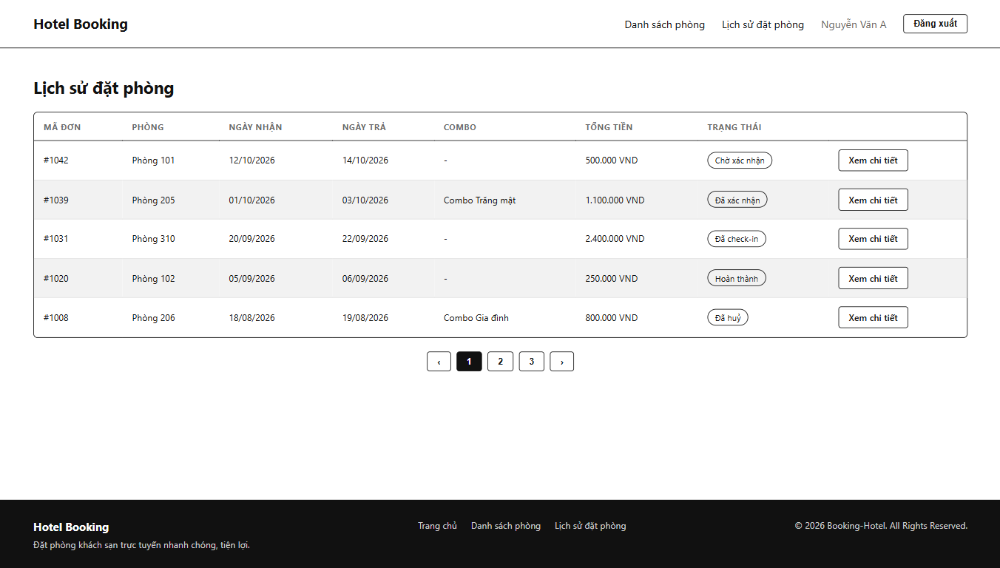 Hotel Booking
Danh sách phòng Lịch sử đặt phòng Nguyễn Văn A Đăng xuất
Lịch sử đặt phòng
MÃ ĐƠN PHÒNG NGÀY NHẬN NGÀY TRẢ COMBO TỔNG TIỀN TRẠNG THÁI
#1042 Phòng 101 12/10/2026 14/10/2026 - 500.000 VND Chờ xác nhận Xem chi tiết
#1039 Phòng 205 01/10/2026 03/10/2026 Combo Trăng mật 1.100.000 VND Đã xác nhận Xem chi tiết
#1031 Phòng 310 20/09/2026 22/09/2026 - 2.400.000 VND Đã check-in Xem chi tiết
#1020 Phòng 102 05/09/2026 06/09/2026 - 250.000 VND Hoàn thành Xem chi tiết
#1008 Phòng 206 18/08/2026 19/08/2026 Combo Gia đình 800.000 VND Đã huỷ Xem chi tiết
‹ 1 2 3 ›
Hotel Booking
Đặt phòng khách sạn trực tuyến nhanh chóng, tiện lợi.
Trang chủ Danh sách phòng Lịch sử đặt phòng
© 2026 Booking-Hotel. All Rights Reserved.